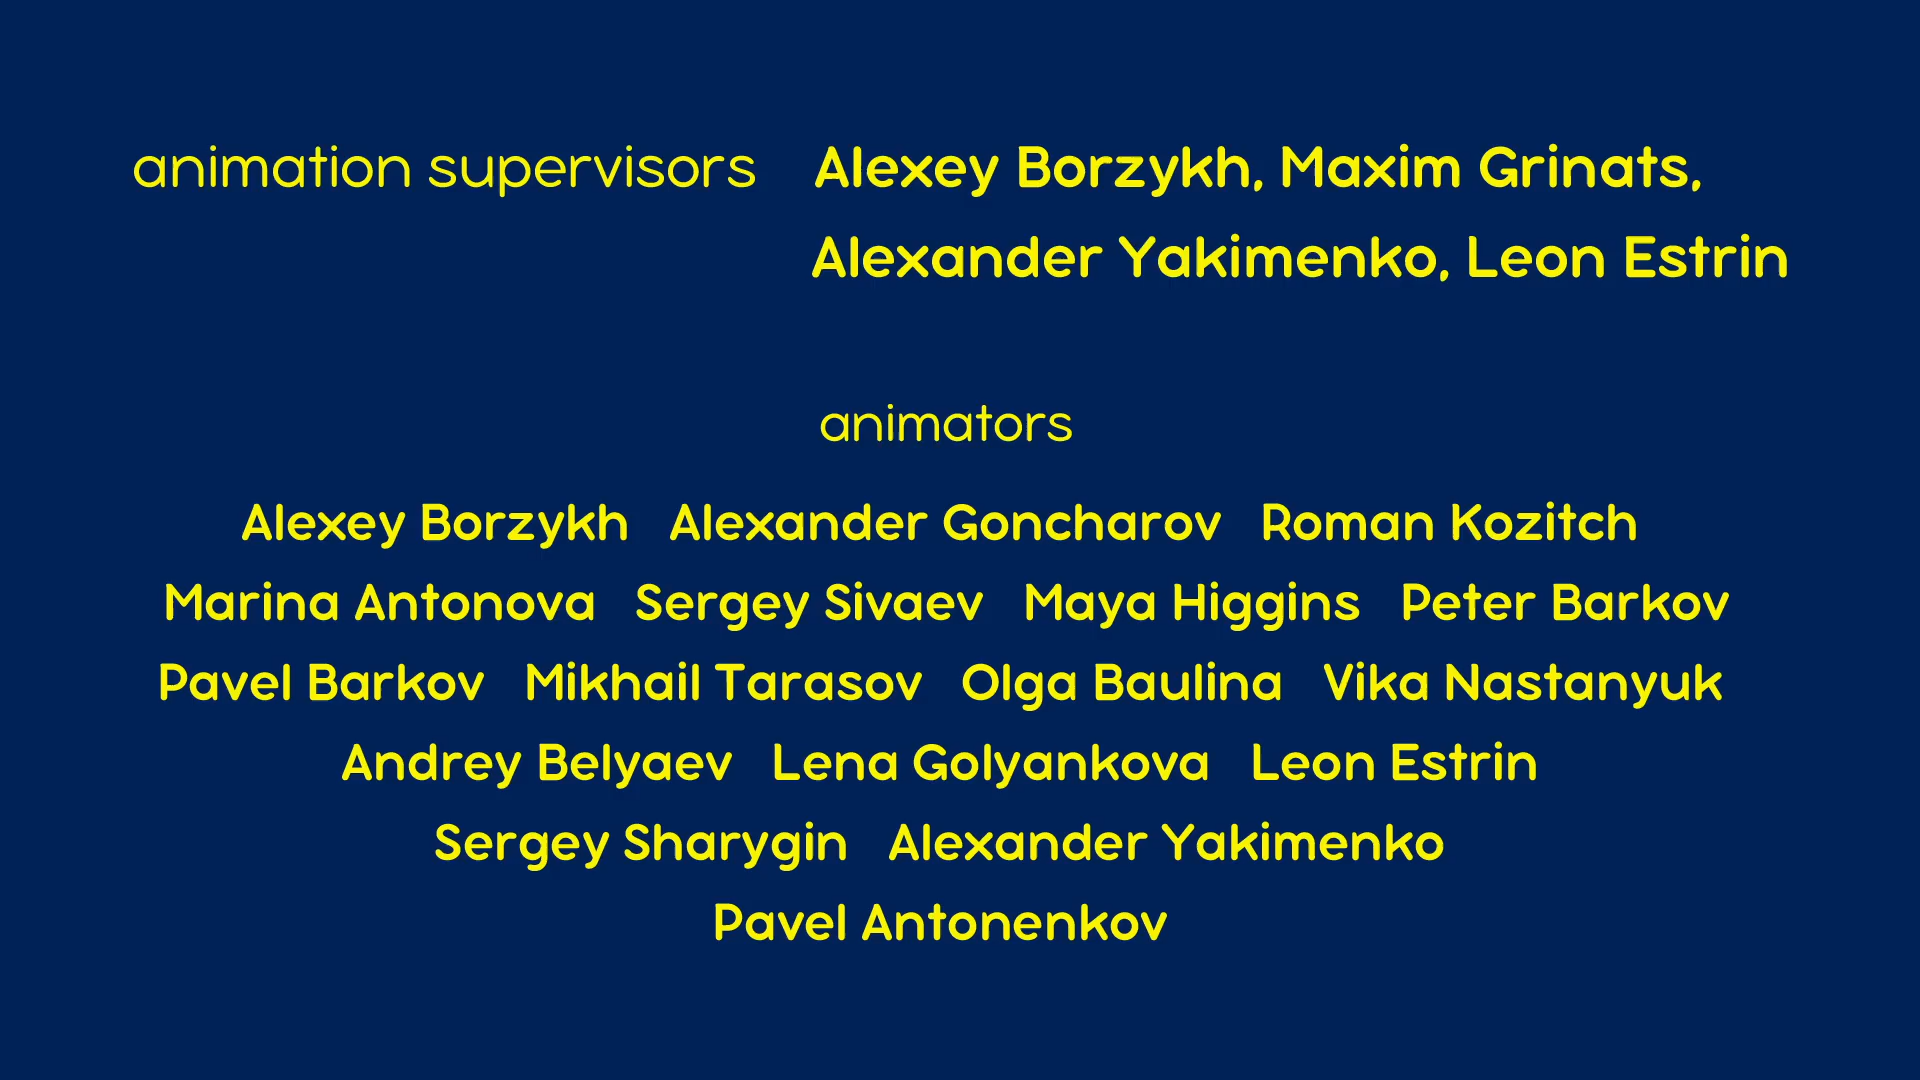 animation supervisors Alexey Borzykh, Maxim Grinats,
Alexander Yakimenko, Leon Estrin
animators
Alexey Borzykh Alexander Goncharov Roman Kozitch
Marina Antonova Sergey Sivaev Maya Higgins Peter Barkov
Pavel Barkov Mikhail Tarasov Olga Baulina Vika Nastanyuk
Andrey Belyaev Lena Golyankova Leon Estrin
Sergey Sharygin Alexander Yakimenko
Pavel Antonenkov